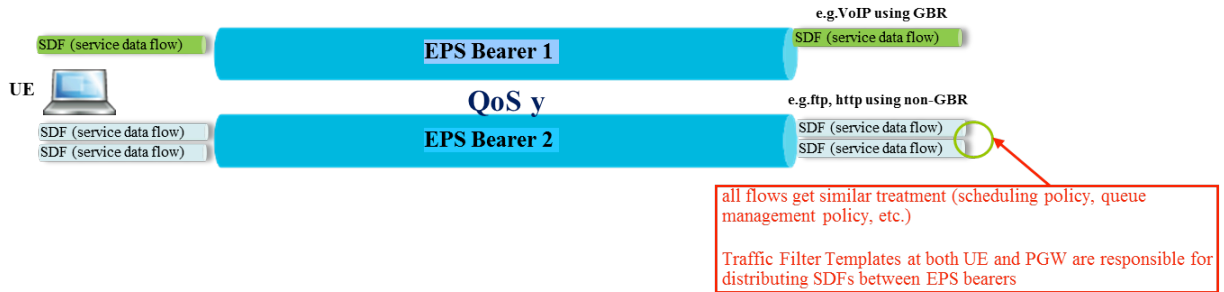 e.g.VoIP using GBR
SDF (service data flow)
EPS Bearer 1
SDF (service data flow)
UE
QoS y
e.g.ftp, http using non-GBR
SDF (service data flow)
SDF (service data flow)
EPS Bearer 2
SDF (service data flow)
SDF (service data flow)
all flows get similar treatment (scheduling policy, queue
management policy, etc.)
Traffic Filter Templates at both UE and PGW are responsible for
distributing SDFs between EPS bearers